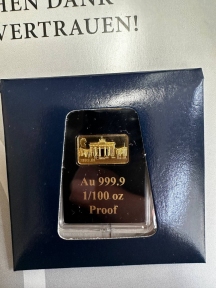 HEN DANK
VERTRAUEN!
Au 999.9
1/100 oz
Proof